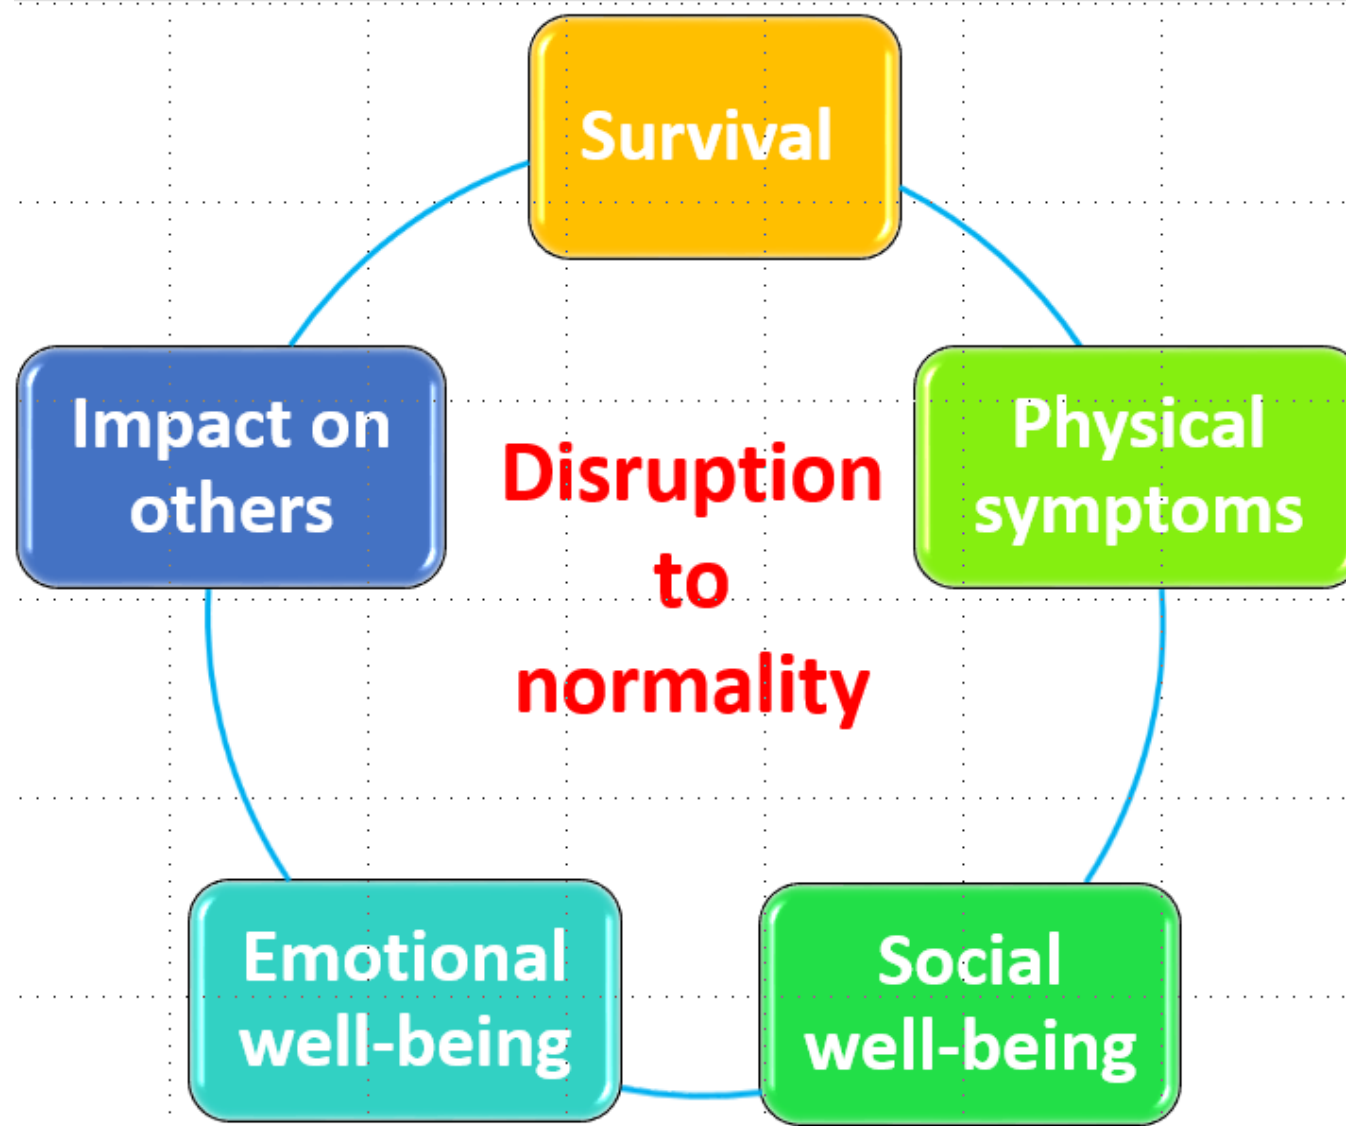 Survival
Impact on
others
Physical
symptoms
Disruption
to
normality
Emotional
well-being
Social
well-being